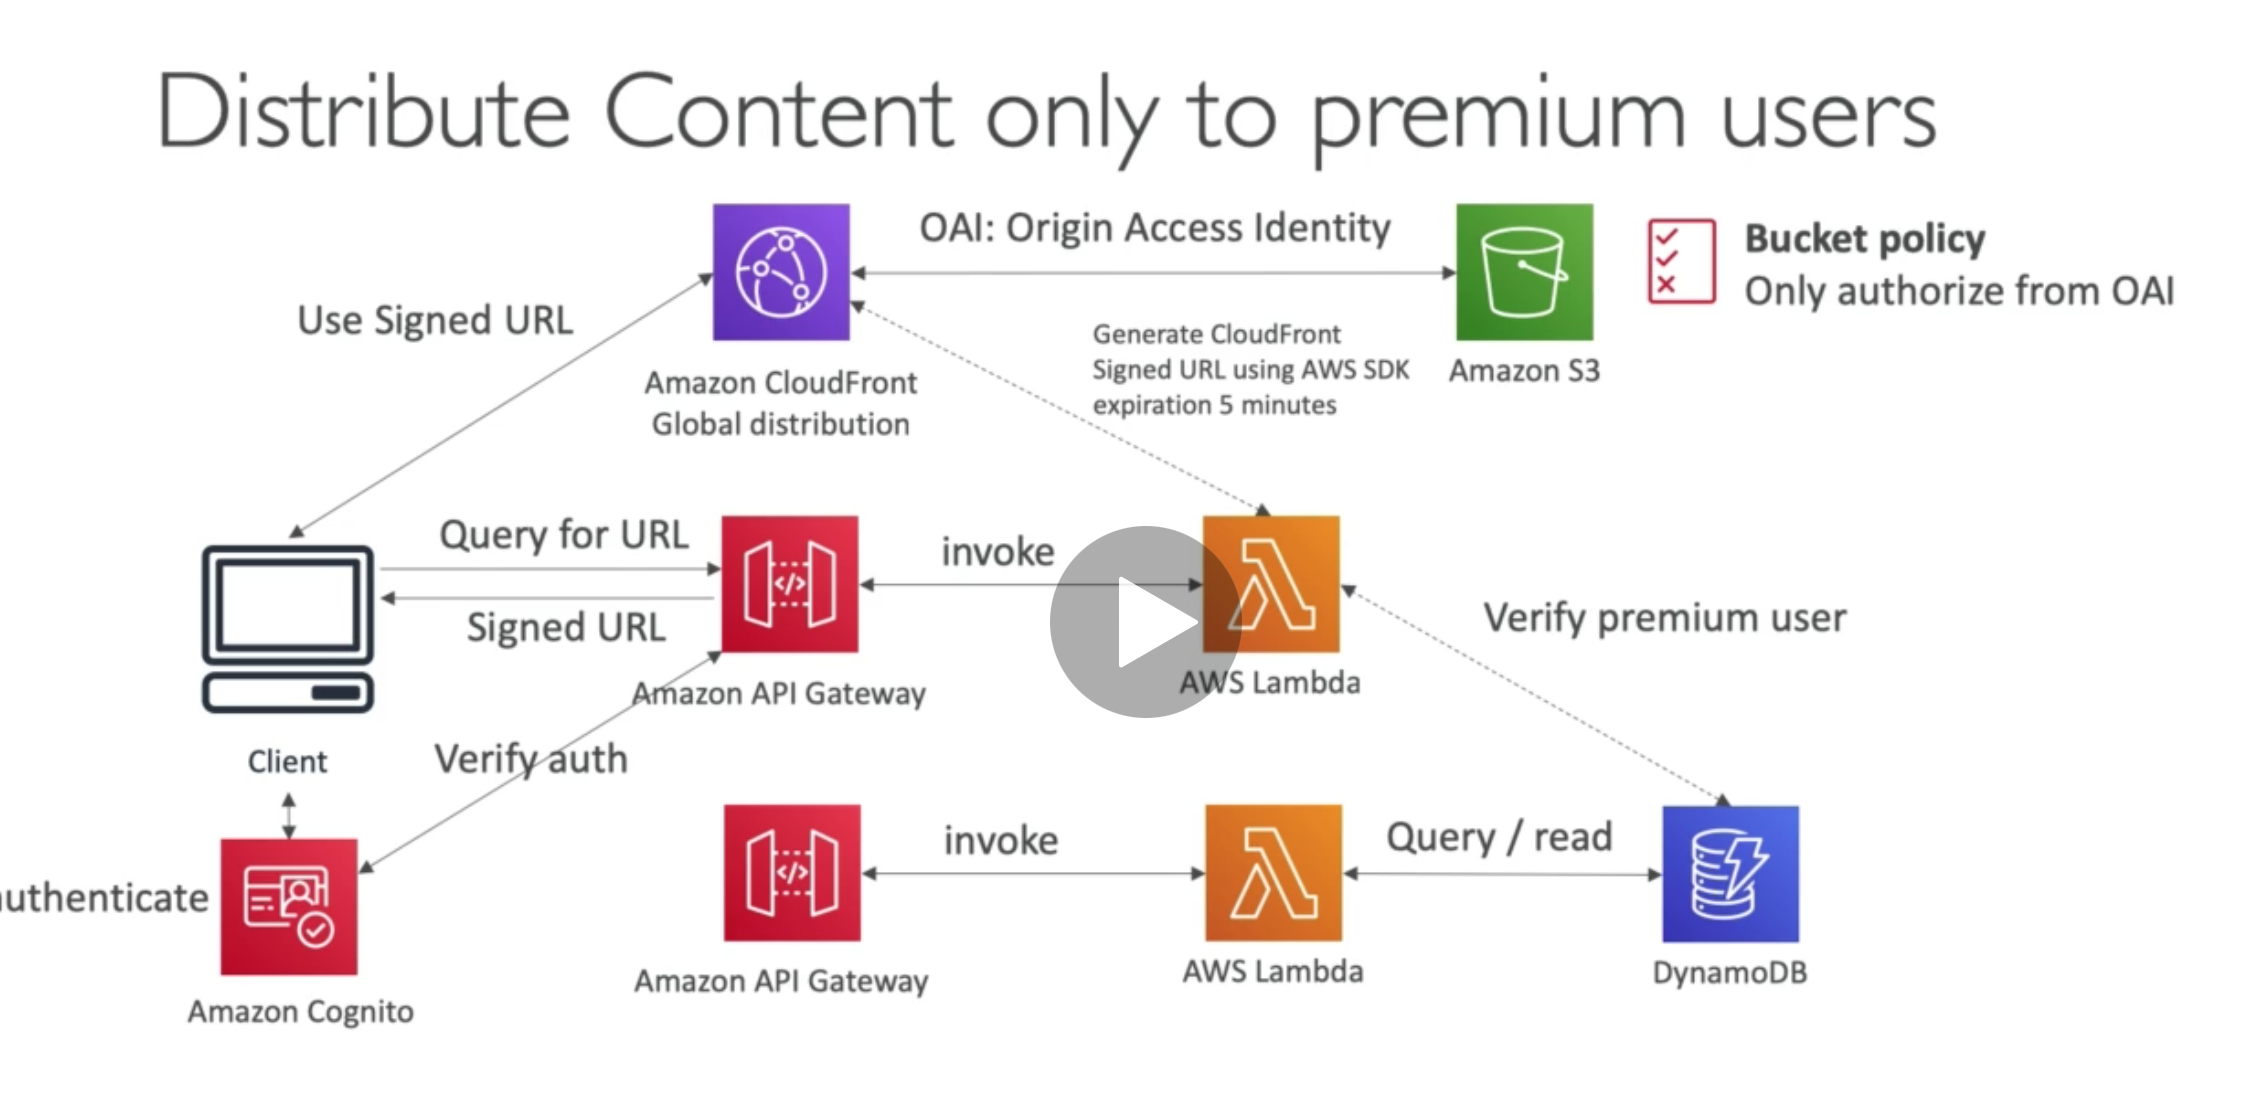 Distribute Content only to premium users
OAI: Origin Access Identity
Bucket policy
Only authorize from OAI
Use Signed URL
Generate CloudFront
Signed URL using AWS SDK
expiration 5 minutes
Amazon S3
Amazon CloudFront
Global distribution
Query for URL
invoke
Signed URL
Verify premium user
Amazon API Gateway
AWS Lambda
Client
Verify auth
invoke
Query / read
uthenticate
Amazon Cognito
Amazon API Gateway
AWS Lambda
DynamoDB